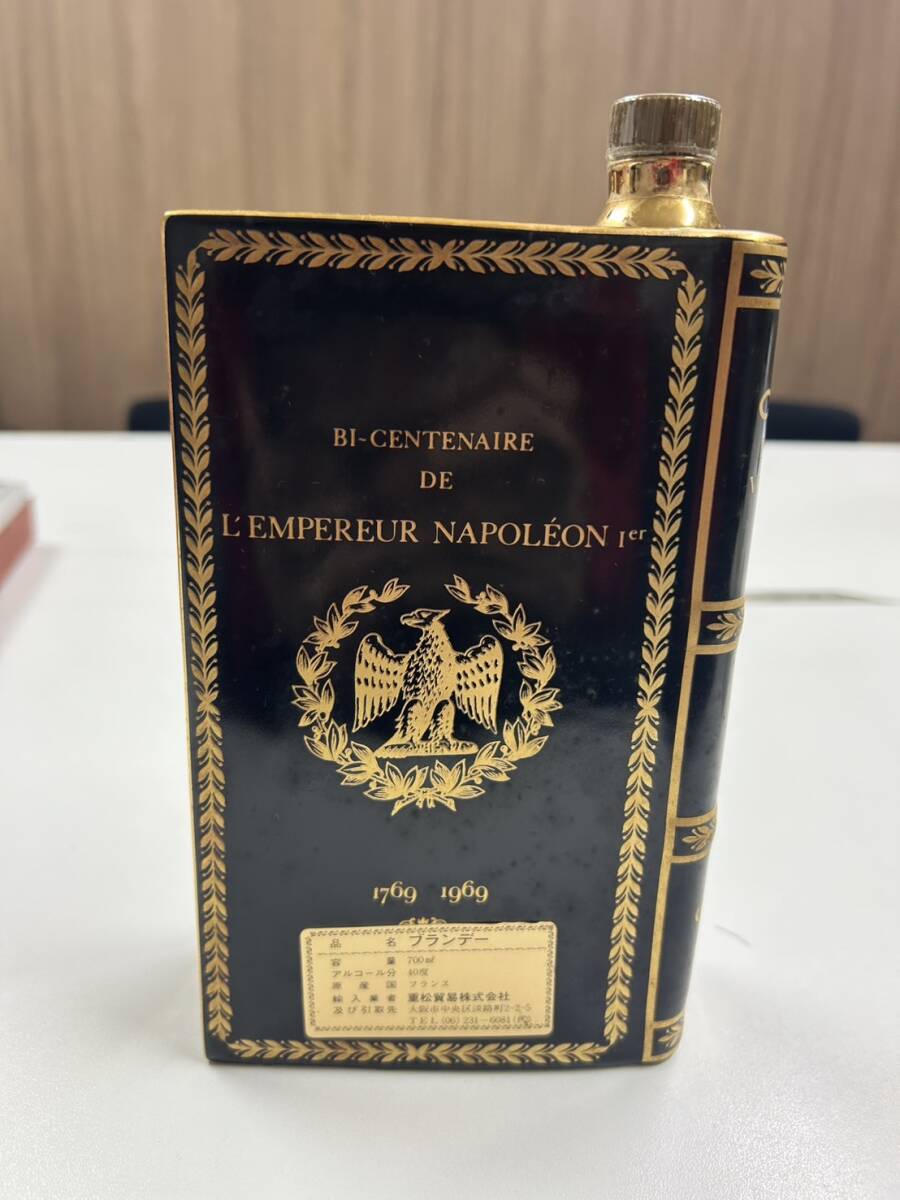 BI-CENTENAIRE
DE
L'EMPEREUR NAPOLÉON Ier
1769 1969
品名 ブランデー
容量 700ml
アルコール分 40度
原産国 フランス
輸入業者 重松貿易株式会社
及び引取先 大阪市中央区淡路町2-2-5
TEL (06) 231-6081(代)